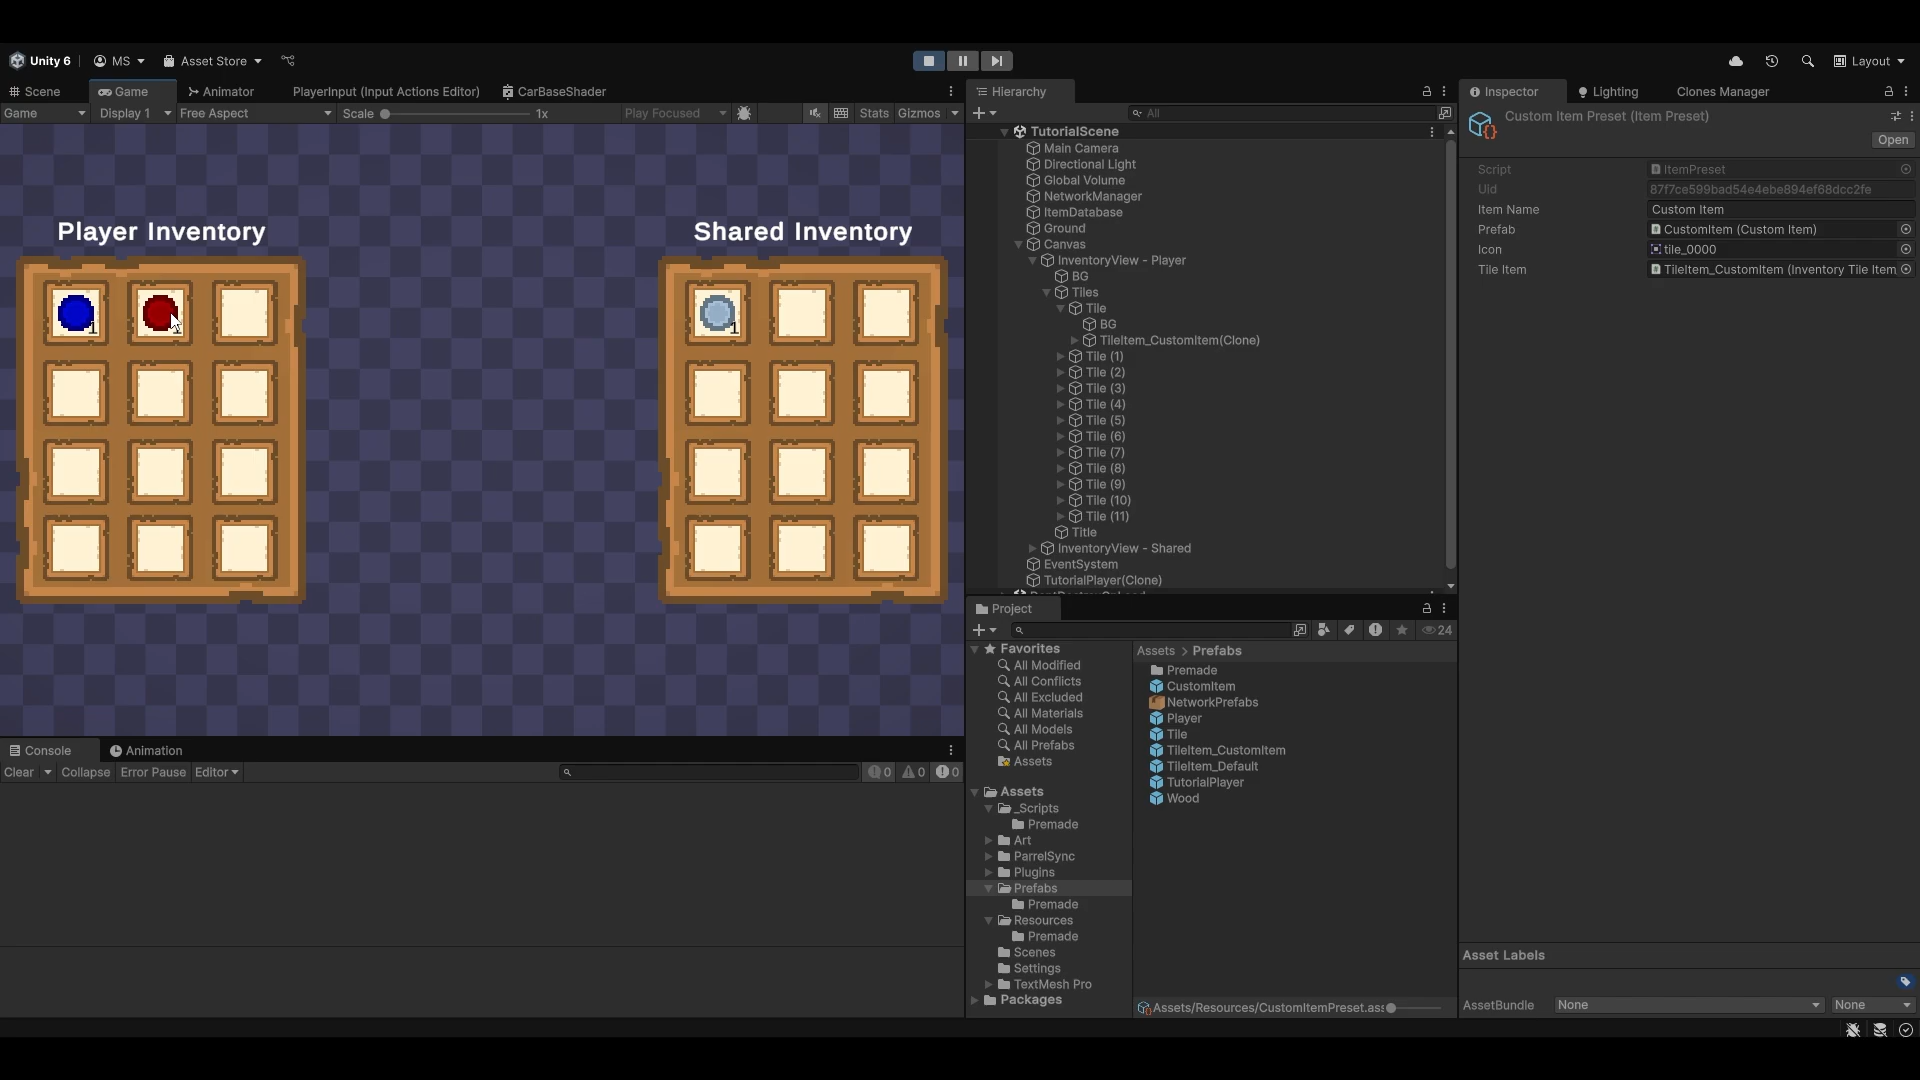 Unity 6
MS
Asset Store
Layout
Scene
Game
Animator
PlayerInput (Input Actions Editor)
CarBaseShader
Game
Display 1
Free Aspect
Scale
1x
Play Focused
Stats
Gizmos
Player Inventory
Shared Inventory
1
1
Console
Animation
Clear
Collapse
Error Pause
Editor
0
0
0
Hierarchy
All
TutorialScene
Main Camera
Directional Light
Global Volume
NetworkManager
ItemDatabase
Ground
Canvas
InventoryView - Player
BG
Tiles
Tile
BG
TileItem_CustomItem(Clone)
Tile (1)
Tile (2)
Tile (3)
Tile (4)
Tile (5)
Tile (6)
Tile (7)
Tile (8)
Tile (9)
Tile (10)
Tile (11)
Title
InventoryView - Shared
EventSystem
TutorialPlayer(Clone)
Project
24
Favorites
All Modified
All Conflicts
All Excluded
All Materials
All Models
All Prefabs
Assets
Assets
_Scripts
Premade
Art
ParrelSync
Plugins
Prefabs
Premade
Resources
Premade
Scenes
Settings
TextMesh Pro
Packages
Assets > Prefabs
Premade
CustomItem
NetworkPrefabs
Player
Tile
TileItem_CustomItem
TileItem_Default
TutorialPlayer
Wood
Assets/Resources/CustomItemPreset.ass
Inspector
Lighting
Clones Manager
Custom Item Preset (Item Preset)
Open
Script
ItemPreset
Uid
87f7ce599bad54e4ebe894ef68dcc2fe
Item Name
Custom Item
Prefab
CustomItem (Custom Item)
Icon
tile_0000
Tile Item
TileItem_CustomItem (Inventory Tile Item
Asset Labels
AssetBundle
None
None